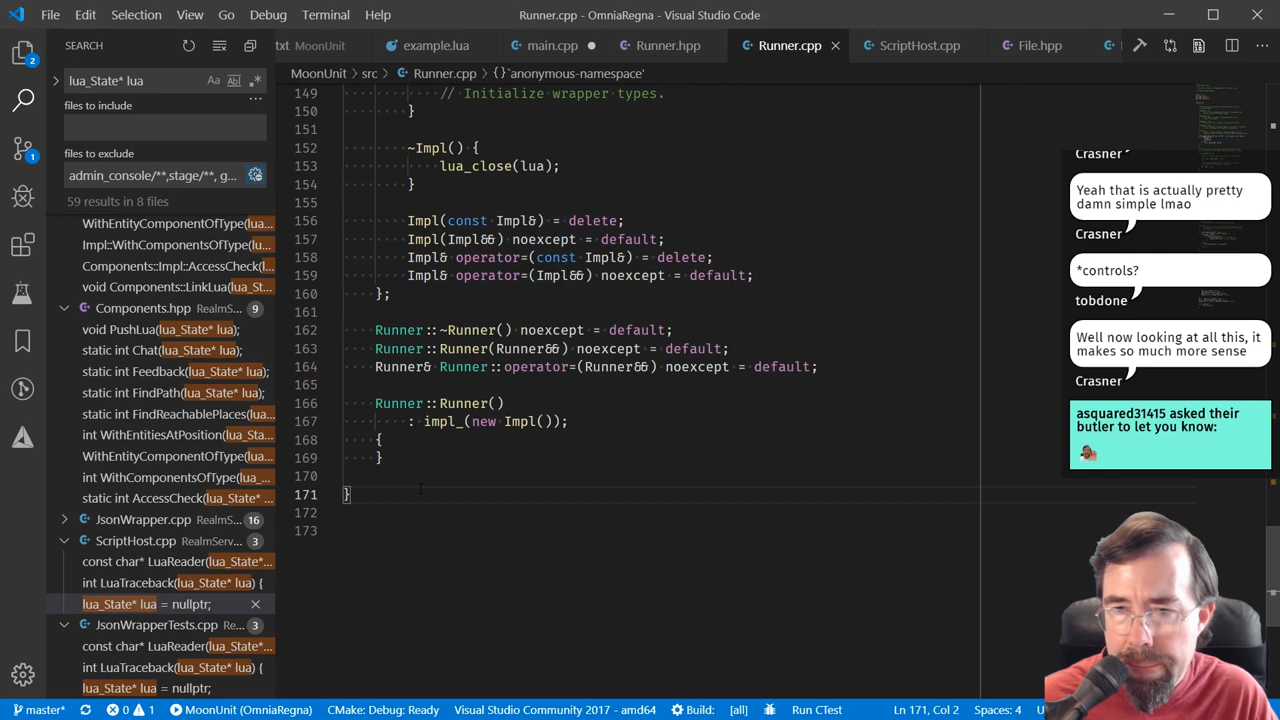 File Edit Selection View Go Debug Terminal Help
Runner.cpp - OmniaRegna - Visual Studio Code
SEARCH
txt MoonUnit
example.lua
main.cpp
Runner.hpp
Runner.cpp
ScriptHost.cpp
File.hpp
lua_State* lua
Aa Abl .*
files to include
files to exclude
admin_console/**,stage/**, g...
59 results in 8 files
WithEntityComponentOfType(lua...
Impl::WithComponentsOfType(lu...
Components::Impl::AccessCheck(l...
void Components::LinkLua(lua_St...
Components.hpp RealmS... 9
void PushLua(lua_State* lua);
static int Chat(lua_State* lua);
static int Feedback(lua_State* lua);
static int FindPath(lua_State* lua);
static int FindReachablePlaces(lua...
int WithEntitiesAtPosition(lua_Stat...
WithEntityComponentOfType(lua...
int WithComponentsOfType(lua_...
static int AccessCheck(lua_State* ...
JsonWrapper.cpp RealmS... 16
ScriptHost.cpp RealmServ... 3
const char* LuaReader(lua_State*...
int LuaTraceback(lua_State* lua) {
lua_State* lua = nullptr;
JsonWrapperTests.cpp Re... 3
const char* LuaReader(lua_State*...
int LuaTraceback(lua_State* lua) {
lua_State* lua = nullptr;
MoonUnit > src > Runner.cpp > {} `anonymous-namespace'
149 // Initialize wrapper types.
150 }
151
152 ~Impl() {
153 lua_close(lua);
154 }
155
156 Impl(const Impl&) = delete;
157 Impl(Impl&&) noexcept = default;
158 Impl& operator=(const Impl&) = delete;
159 Impl& operator=(Impl&&) noexcept = default;
160 };
161
162 Runner::~Runner() noexcept = default;
163 Runner::Runner(Runner&&) noexcept = default;
164 Runner& Runner::operator=(Runner&&) noexcept = default;
165
166 Runner::Runner()
167 : impl_(new Impl());
168 {
169 }
170
171 }
172
173
Crasner
Yeah that is actually pretty
damn simple lmao
Crasner
*controls?
tobdone
Well now looking at all this, it
makes so much more sense
Crasner
asquared31415 asked their
butler to let you know:
master* 0 1 MoonUnit (OmniaRegna) CMake: Debug: Ready Visual Studio Community 2017 - amd64 Build: [all] Run CTest Ln 171, Col 2 Spaces: 4